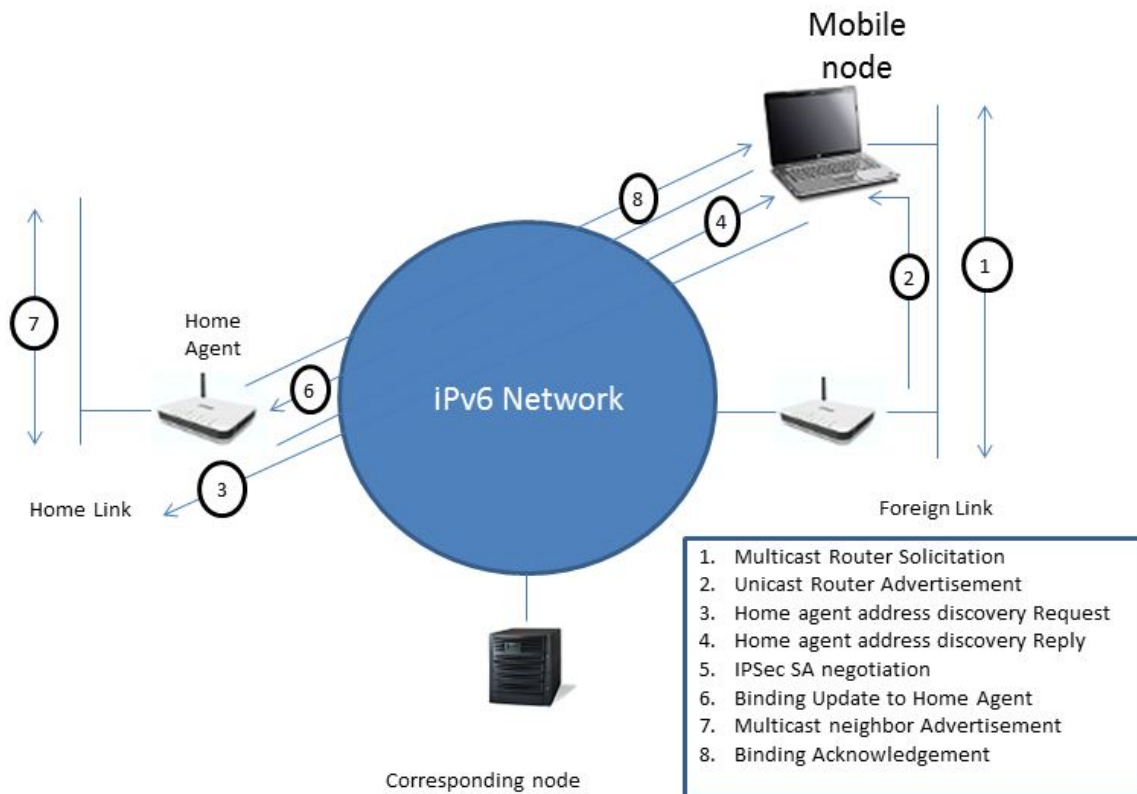 Mobile
node
8
4
2
1
7
Home
Agent
6
iPv6 Network
3
Home Link
Foreign Link
1. Multicast Router Solicitation
2. Unicast Router Advertisement
3. Home agent address discovery Request
4. Home agent address discovery Reply
5. IPSec SA negotiation
6. Binding Update to Home Agent
7. Multicast neighbor Advertisement
8. Binding Acknowledgement
Corresponding node